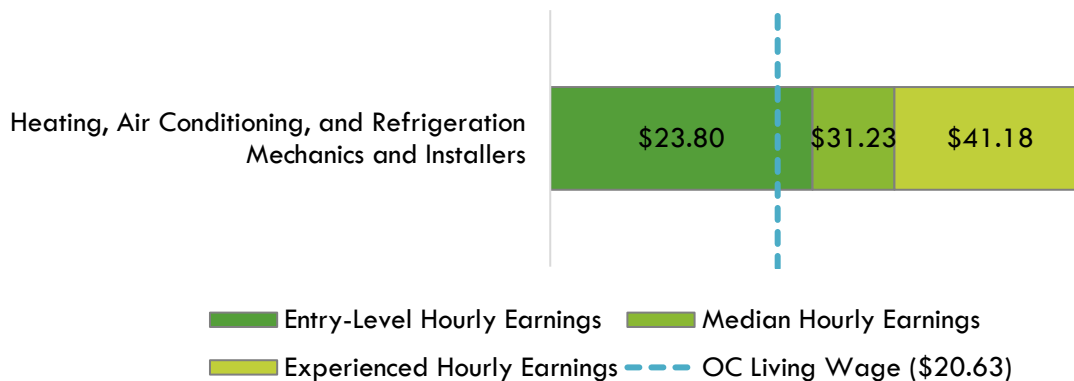 Heating, Air Conditioning, and Refrigeration
Mechanics and Installers
$23.80
$31.23
$41.18
Entry-Level Hourly Earnings
Median Hourly Earnings
Experienced Hourly Earnings
OC Living Wage ($20.63)